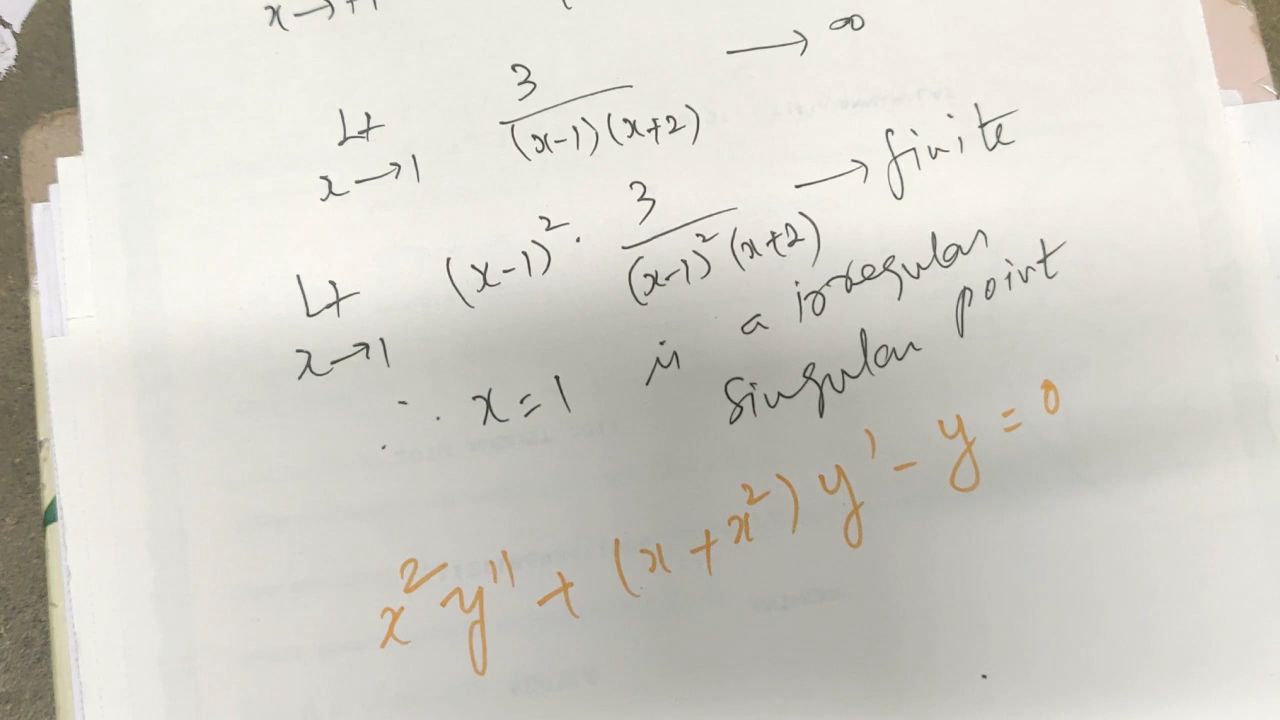 x → +1
Lt x→1 3/((x-1)(x+2)) → ∞
Lt x→1 (x-1)². 3/((x-1)²(x+2)) → finite
∴ x=1 is a irregular
singular point
x²y'' + (x+x²)y' - y = 0